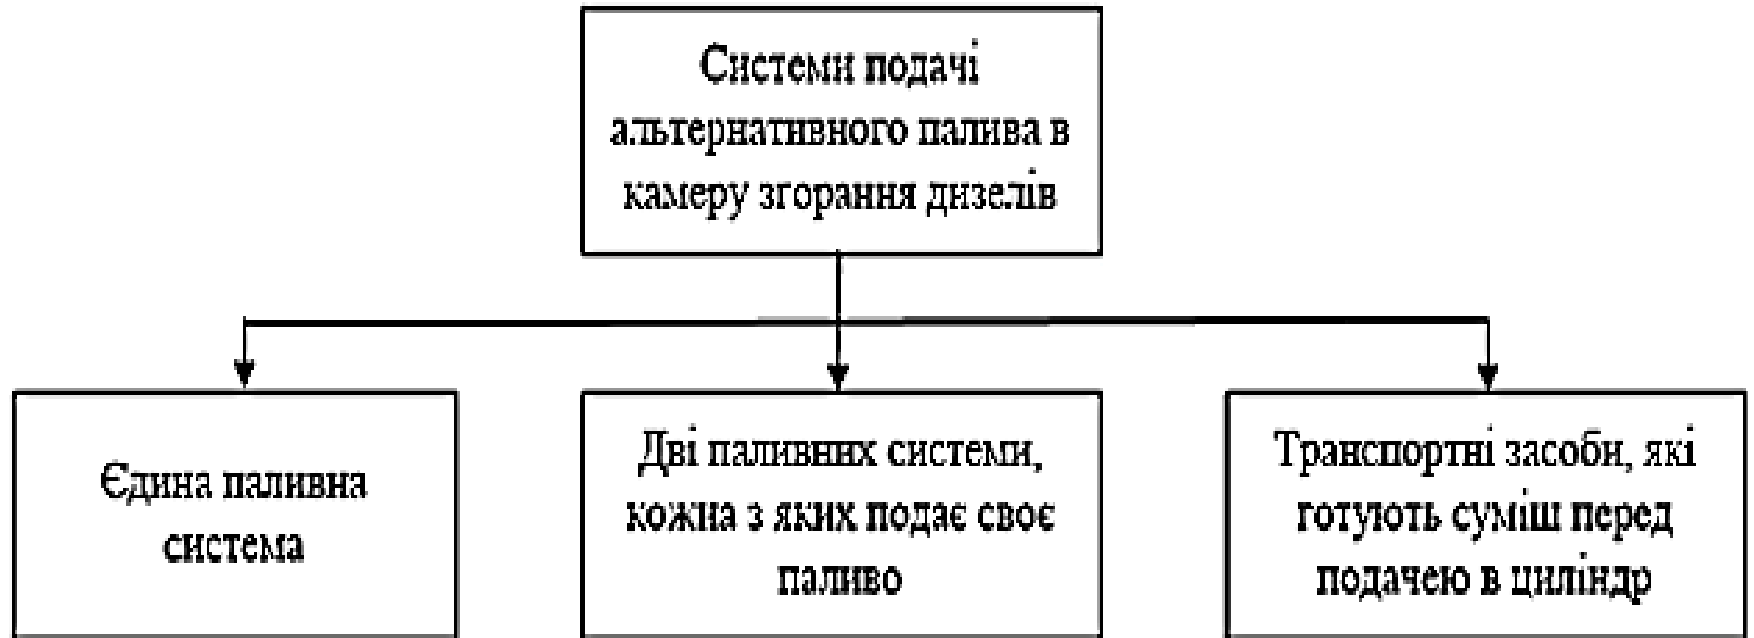 Системи подачі
альтернативного палива в
камеру згорання дизелів
Єдина паливна
система
Дві паливних системи,
кожна з яких подає своє
паливо
Транспортні засоби, які
готують суміш перед
подачею в циліндр